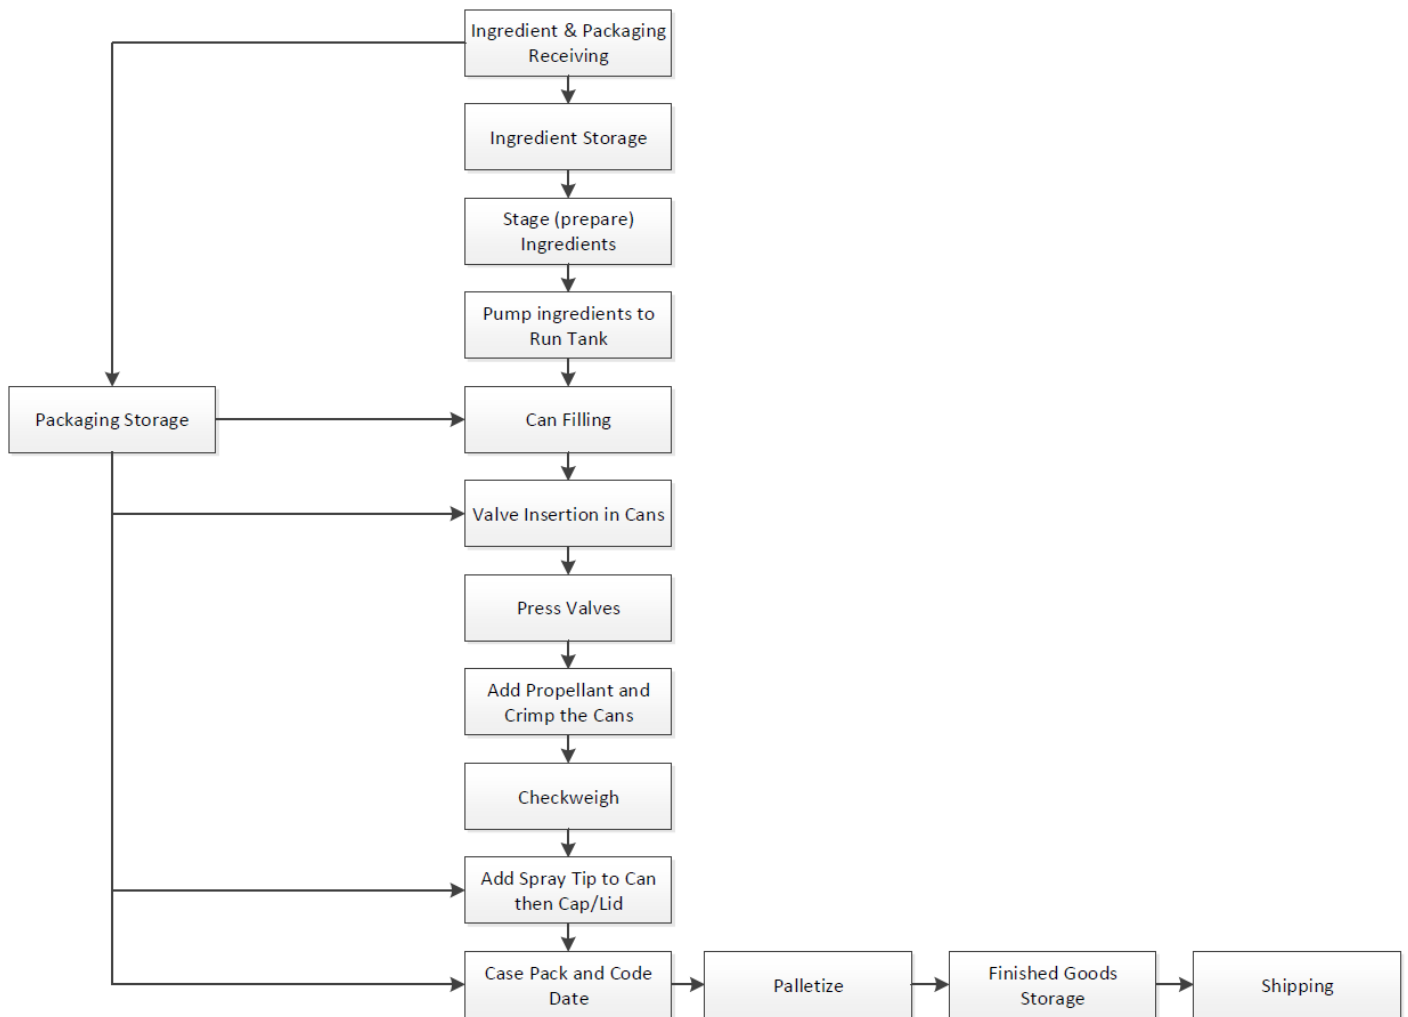 Ingredient & Packaging
Receiving
Ingredient Storage
Stage (prepare)
Ingredients
Pump ingredients to
Run Tank
Packaging Storage
Can Filling
Valve Insertion in Cans
Press Valves
Add Propellant and
Crimp the Cans
Checkweigh
Add Spray Tip to Can
then Cap/Lid
Case Pack and Code
Date
Palletize
Finished Goods
Storage
Shipping